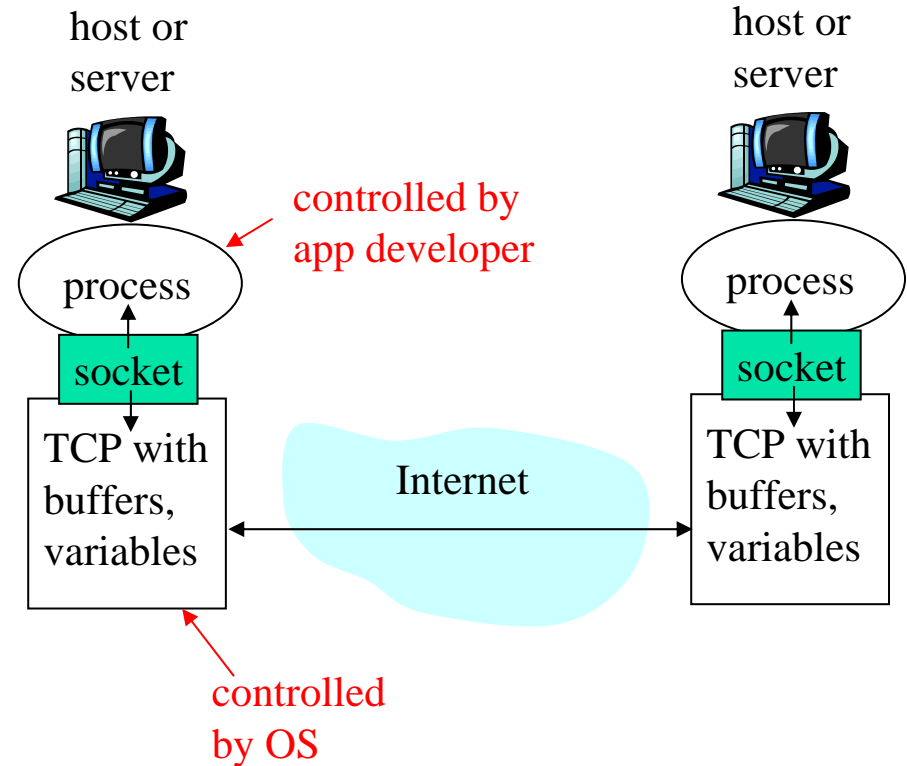 host or
server
host or
server
controlled by
app developer
process
process
socket
socket
TCP with
buffers,
variables
Internet
TCP with
buffers,
variables
controlled
by OS